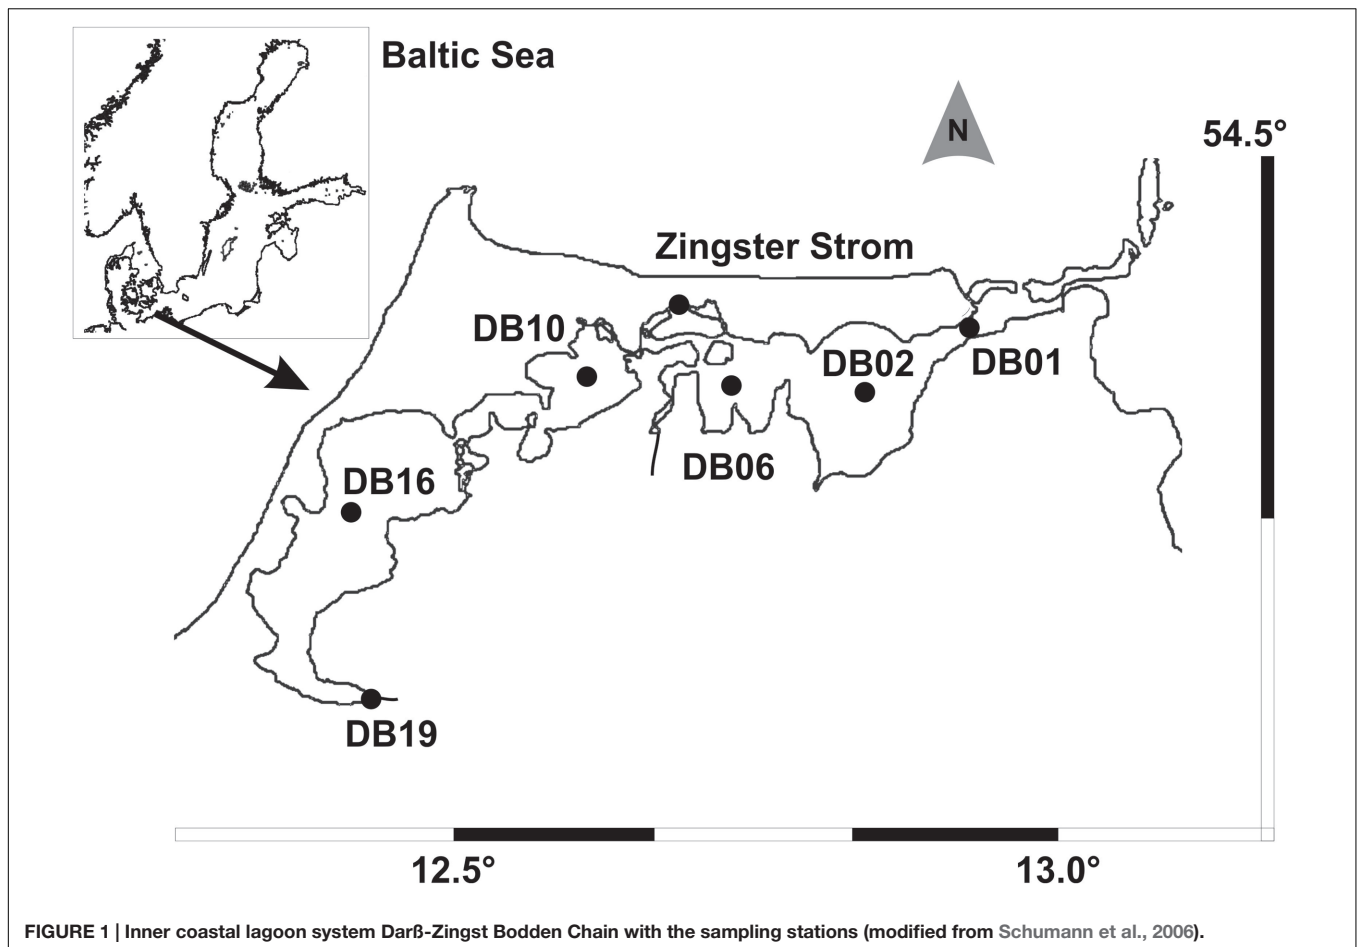 Baltic Sea
N
54.5°
Zingster Strom
DB10
DB02
DB01
DB06
DB16
DB19
12.5°
13.0°
FIGURE 1 | Inner coastal lagoon system Darß-Zingst Bodden Chain with the sampling stations (modified from Schumann et al., 2006).